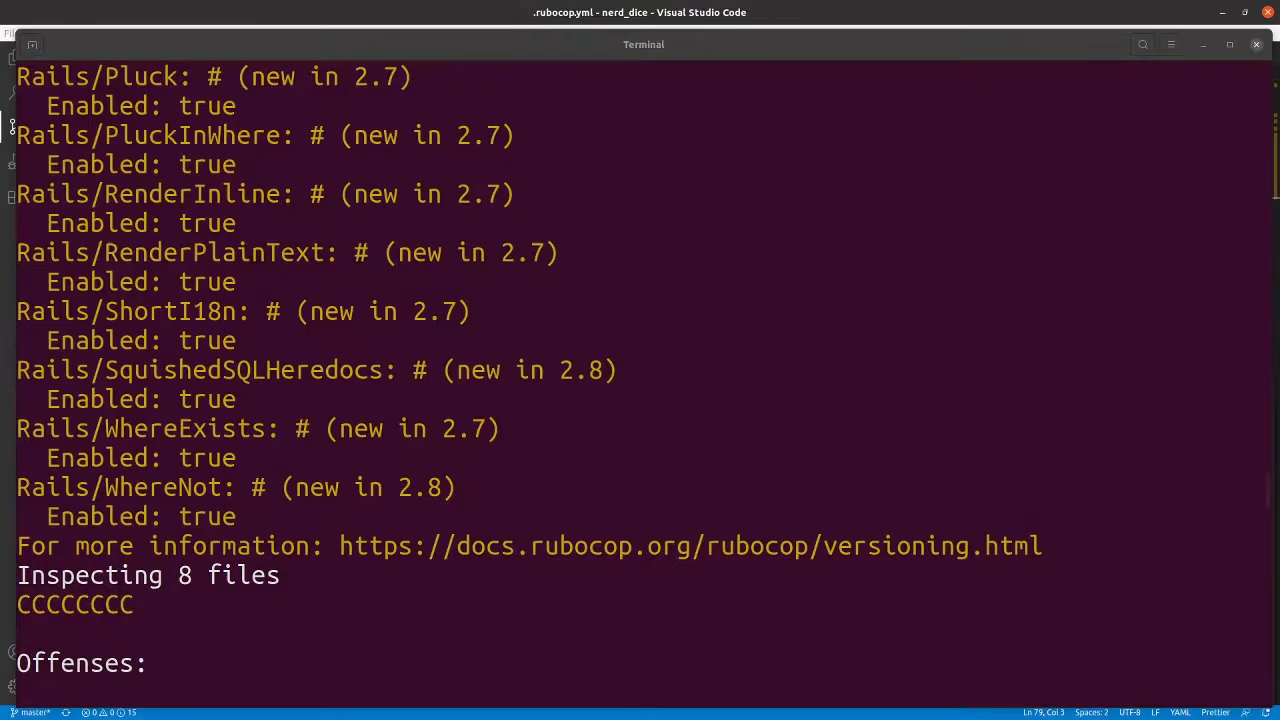 .rubocop.yml - nerd_dice - Visual Studio Code
Terminal
Rails/Pluck: # (new in 2.7)
  Enabled: true
Rails/PluckInWhere: # (new in 2.7)
  Enabled: true
Rails/RenderInline: # (new in 2.7)
  Enabled: true
Rails/RenderPlainText: # (new in 2.7)
  Enabled: true
Rails/ShortI18n: # (new in 2.7)
  Enabled: true
Rails/SquishedSQLHeredocs: # (new in 2.8)
  Enabled: true
Rails/WhereExists: # (new in 2.7)
  Enabled: true
Rails/WhereNot: # (new in 2.8)
  Enabled: true
For more information: https://docs.rubocop.org/rubocop/versioning.html
Inspecting 8 files
CCCCCCCC
Offenses:
master* 0 0 15 Ln 79, Col 3 Spaces: 2 UTF-8 LF YAML Prettier